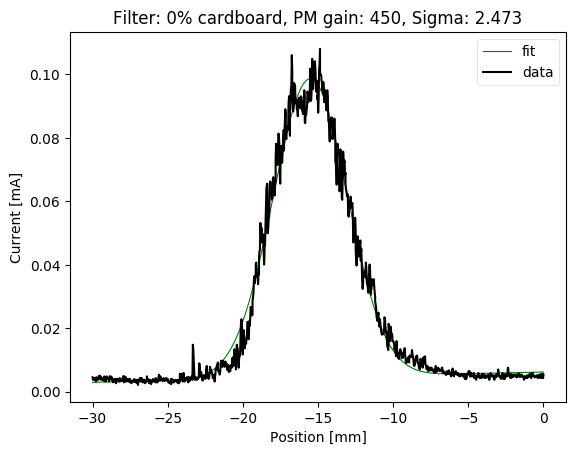 Filter: 0% cardboard, PM gain: 450, Sigma: 2.473
fit
data
0.10
0.08
0.06
0.04
0.02
0.00
Current [mA]
−30
−25
−20
−15
−10
−5
0
Position [mm]